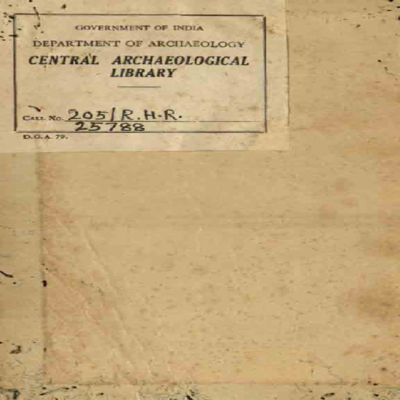 GOVERNMENT OF INDIA
DEPARTMENT OF ARCHAEOLOGY
CENTRAL ARCHAEOLOGICAL
LIBRARY
CALL No. 205/R.H.R.
25788
D.G.A. 79.